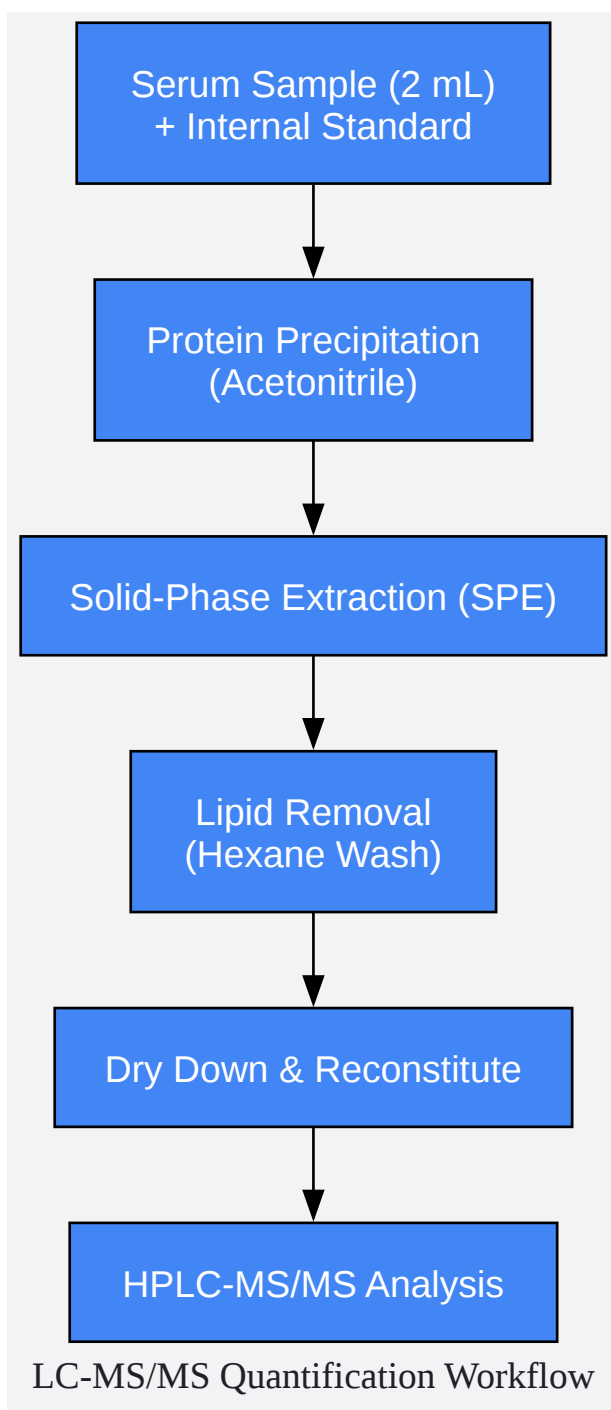 Serum Sample (2 mL)
+ Internal Standard
Protein Precipitation
(Acetonitrile)
Solid-Phase Extraction (SPE)
Lipid Removal
(Hexane Wash)
Dry Down & Reconstitute
HPLC-MS/MS Analysis
LC-MS/MS Quantification Workflow